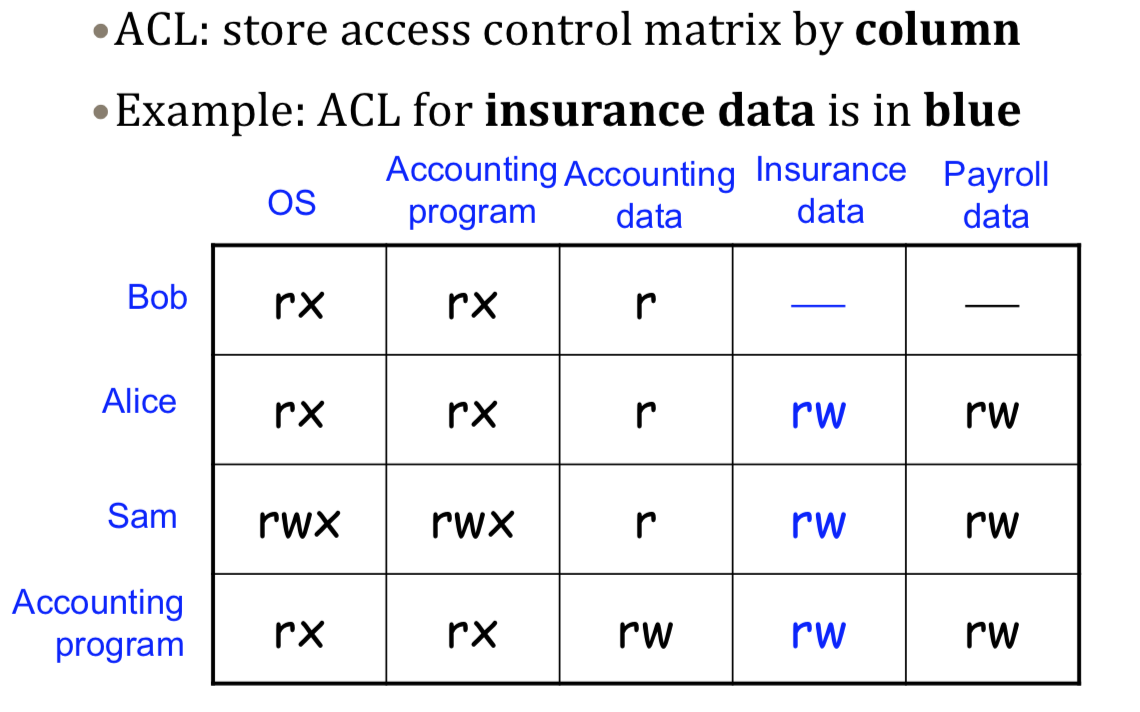 •ACL: store access control matrix by column
•Example: ACL for insurance data is in blue
OS Accounting program Accounting data Insurance data Payroll data
Bob rx rx r — —
Alice rx rx r rw rw
Sam rwx rwx r rw rw
Accounting program rx rx rw rw rw